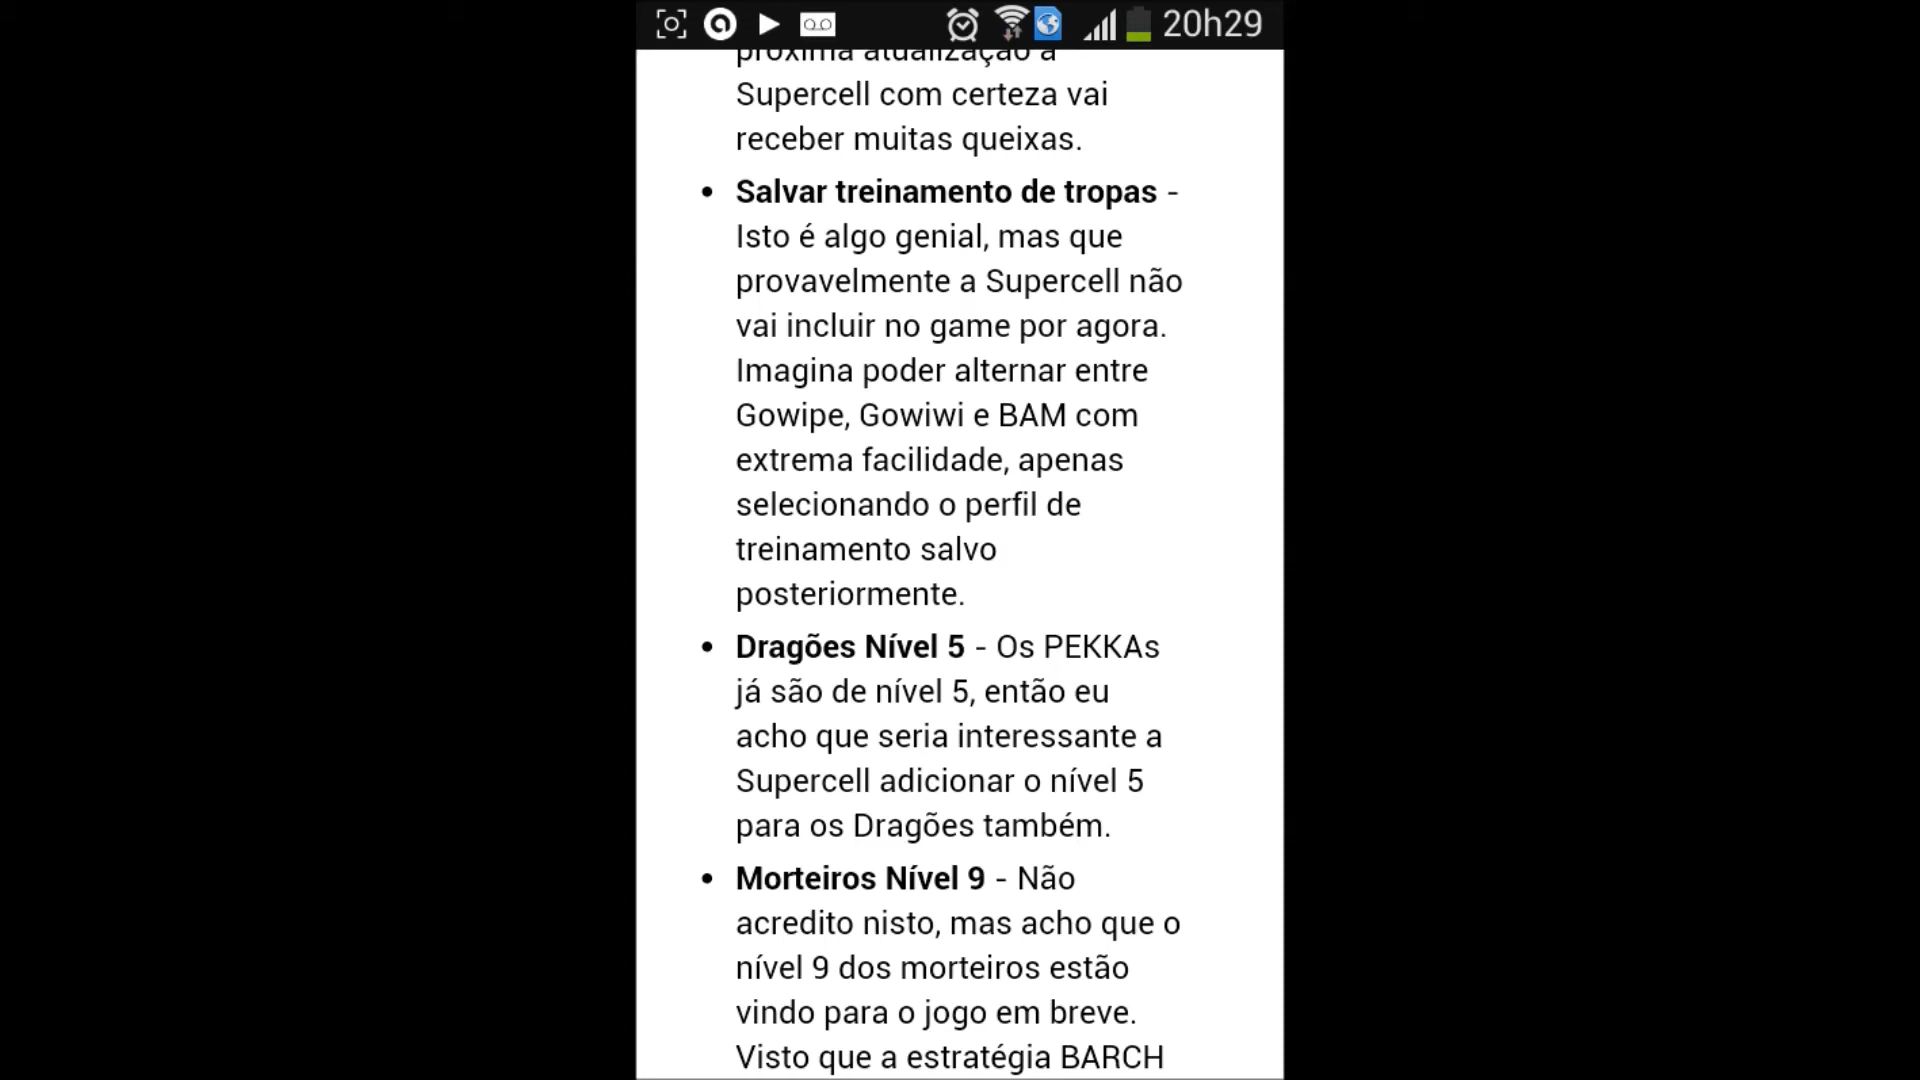 20h29
próxima atualização a
Supercell com certeza vai
receber muitas queixas.
• Salvar treinamento de tropas -
Isto é algo genial, mas que
provavelmente a Supercell não
vai incluir no game por agora.
Imagina poder alternar entre
Gowipe, Gowiwi e BAM com
extrema facilidade, apenas
selecionando o perfil de
treinamento salvo
posteriormente.
• Dragões Nível 5 - Os PEKKAs
já são de nível 5, então eu
acho que seria interessante a
Supercell adicionar o nível 5
para os Dragões também.
• Morteiros Nível 9 - Não
acredito nisto, mas acho que o
nível 9 dos morteiros estão
vindo para o jogo em breve.
Visto que a estratégia BARCH